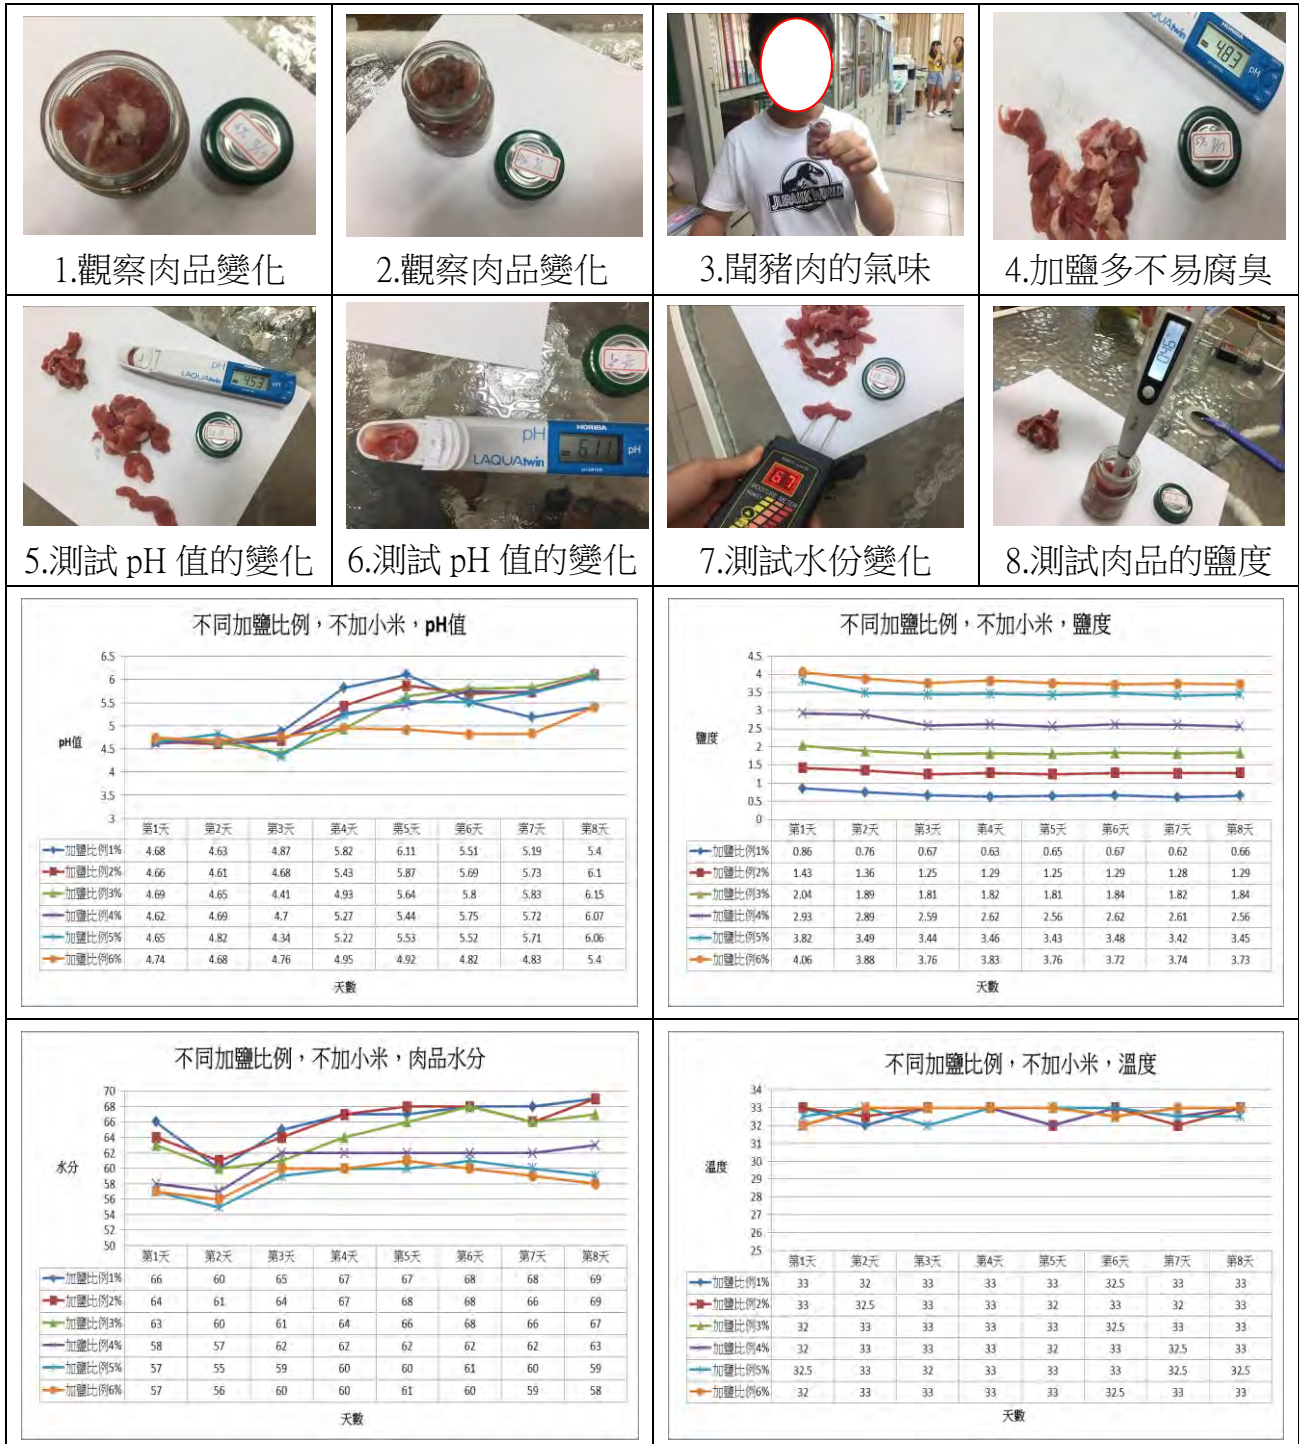 4.83
pH
HORIBA
LAQUAtwin
5%
JURASSIC WORLD
1.觀察肉品變化
2.觀察肉品變化
3.聞豬肉的氣味
4.加鹽多不易腐臭
pH
LAQUAtwin
4.53
HORIBA
pH
LAQUAtwin
6.11
pH
67
MOISTURE METER
0.46
5.測試 pH 值的變化
6.測試 pH 值的變化
7.測試水份變化
8.測試肉品的鹽度
不同加鹽比例，不加小米，pH值
pH值
6.5
6
5.5
5
4.5
4
3.5
3
第1天 第2天 第3天 第4天 第5天 第6天 第7天 第8天
加鹽比例1% 4.68 4.63 4.87 5.82 6.11 5.51 5.19 5.4
加鹽比例2% 4.66 4.61 4.68 5.43 5.87 5.69 5.73 6.1
加鹽比例3% 4.69 4.65 4.41 4.93 5.64 5.8 5.83 6.15
加鹽比例4% 4.62 4.69 4.7 5.27 5.44 5.75 5.72 6.07
加鹽比例5% 4.65 4.82 4.34 5.22 5.53 5.52 5.71 6.06
加鹽比例6% 4.74 4.68 4.76 4.95 4.92 4.82 4.83 5.4
天數
不同加鹽比例，不加小米，鹽度
鹽度
4.5
4
3.5
3
2.5
2
1.5
1
0.5
0
第1天 第2天 第3天 第4天 第5天 第6天 第7天 第8天
加鹽比例1% 0.86 0.76 0.67 0.63 0.65 0.67 0.62 0.66
加鹽比例2% 1.43 1.36 1.25 1.29 1.25 1.29 1.28 1.29
加鹽比例3% 2.04 1.89 1.81 1.82 1.81 1.84 1.82 1.84
加鹽比例4% 2.93 2.89 2.59 2.62 2.56 2.62 2.61 2.56
加鹽比例5% 3.82 3.49 3.44 3.46 3.43 3.48 3.42 3.45
加鹽比例6% 4.06 3.88 3.76 3.83 3.76 3.72 3.74 3.73
天數
不同加鹽比例，不加小米，肉品水分
水分
70
68
66
64
62
60
58
56
54
52
50
第1天 第2天 第3天 第4天 第5天 第6天 第7天 第8天
加鹽比例1% 66 60 65 67 67 68 68 69
加鹽比例2% 64 61 64 67 68 68 66 69
加鹽比例3% 63 60 61 64 66 68 66 67
加鹽比例4% 58 57 62 62 62 62 62 63
加鹽比例5% 57 55 59 60 60 61 60 59
加鹽比例6% 57 56 60 60 61 60 59 58
天數
不同加鹽比例，不加小米，溫度
溫度
34
33
32
31
30
29
28
27
26
25
第1天 第2天 第3天 第4天 第5天 第6天 第7天 第8天
加鹽比例1% 33 32 33 33 33 32.5 33 33
加鹽比例2% 33 32.5 33 33 32 33 32 33
加鹽比例3% 32 33 33 33 33 32.5 33 33
加鹽比例4% 32 33 33 33 32 33 32.5 33
加鹽比例5% 32.5 33 32 33 33 33 32.5 32.5
加鹽比例6% 32 33 33 33 33 32.5 33 33
天數